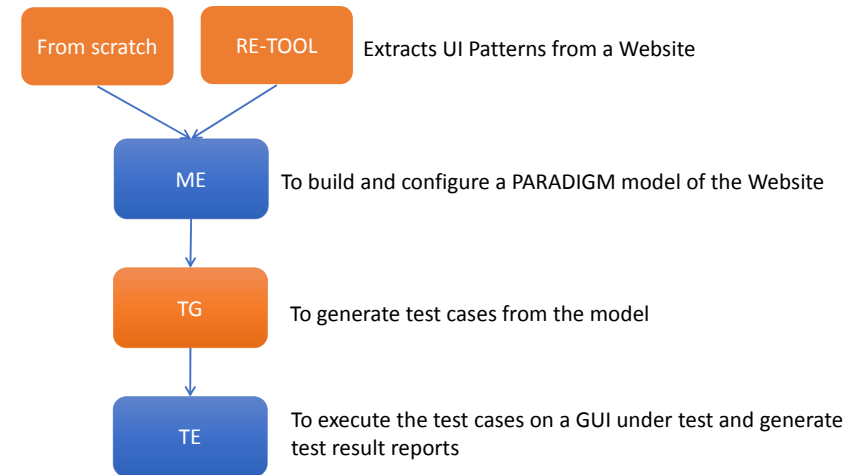 From scratch
RE-TOOL
Extracts UI Patterns from a Website
ME
To build and configure a PARADIGM model of the Website
TG
To generate test cases from the model
TE
To execute the test cases on a GUI under test and generate
test result reports